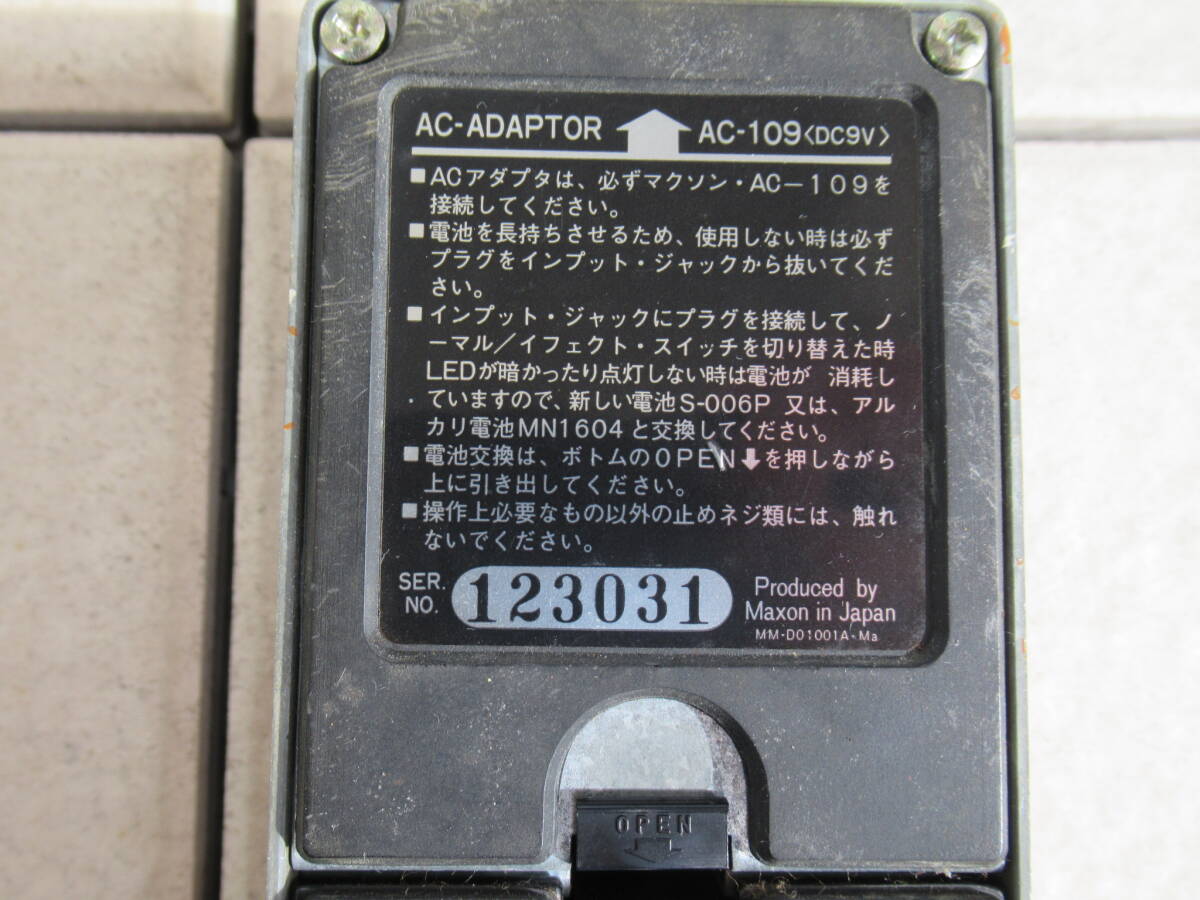 AC-ADAPTOR AC-109<DC9V>
■ACアダプタは、必ずマクソン・AC－109を
接続してください。
■電池を長持ちさせるため、使用しない時は必ず
プラグをインプット・ジャックから抜いてくだ
さい。
■インプット・ジャックにプラグを接続して、ノ
ーマル／イフェクト・スイッチを切り替えた時
LEDが暗かったり点灯しない時は電池が 消耗し
ていますので、新しい電池S-006P 又は、アル
カリ電池MN1604と交換してください。
■電池交換は、ボトムのOPEN⬇を押しながら
上に引き出してください。
■操作上必要なもの以外の止めネジ類には、触れ
ないでください。
SER.
NO.
123031
Produced by
Maxon in Japan
MM-D01001A-Ma
OPEN